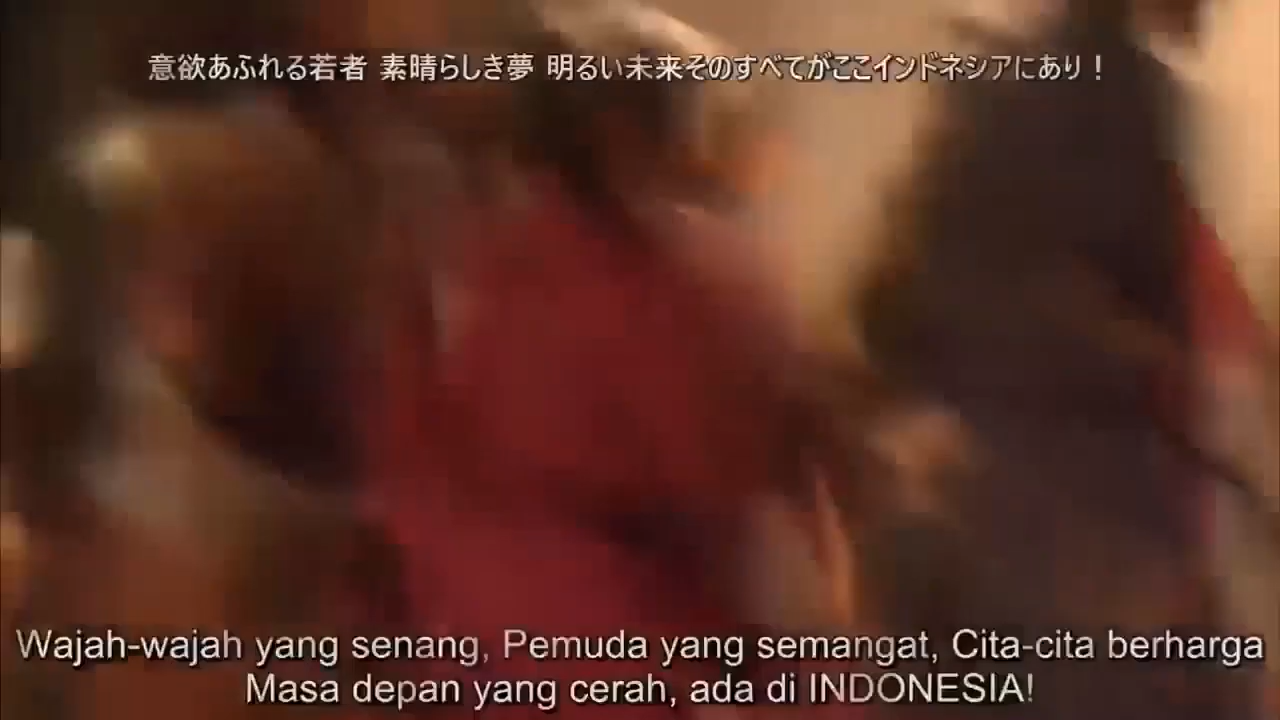 意欲あふれる若者 素晴らしき夢 明るい未来そのすべてがここインドネシアにあり！
Wajah-wajah yang senang, Pemuda yang semangat, Cita-cita berharga
Masa depan yang cerah, ada di INDONESIA!